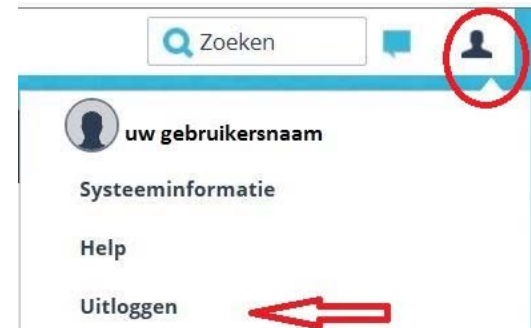 Zoeken
uw gebruikersnaam
Systeeminformatie
Help
Uitloggen